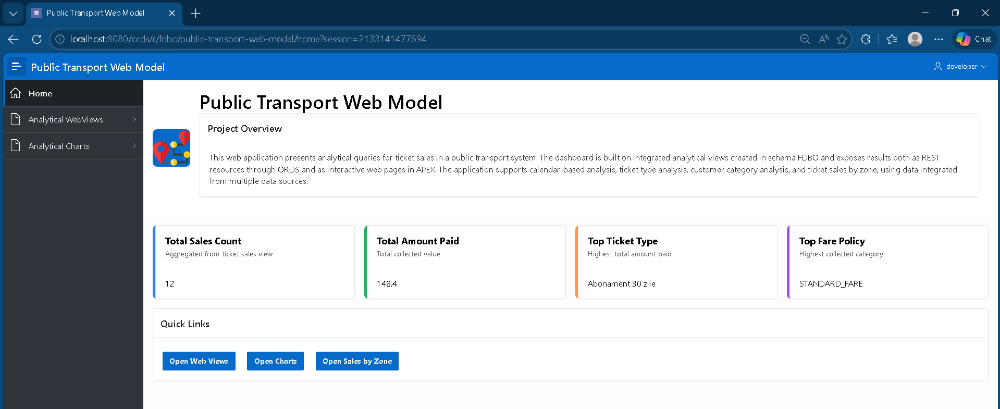 Public Transport Web Model
localhost:8080/ords/r/fdbo/public-transport-web-model/home?session=2133141477694
Chat
Public Transport Web Model
developer
Home
Analytical WebViews
Analytical Charts
Public Transport Web Model
Project Overview
This web application presents analytical queries for ticket sales in a public transport system. The dashboard is built on integrated analytical views created in schema FDBO and exposes results both as REST
resources through ORDS and as interactive web pages in APEX. The application supports calendar-based analysis, ticket type analysis, customer category analysis, and ticket sales by zone, using data integrated
from multiple data sources.
Total Sales Count
Aggregated from ticket sales view
12
Total Amount Paid
Total collected value
148.4
Top Ticket Type
Highest total amount paid
Abonament 30 zile
Top Fare Policy
Highest collected category
STANDARD_FARE
Quick Links
Open Web Views
Open Charts
Open Sales by Zone